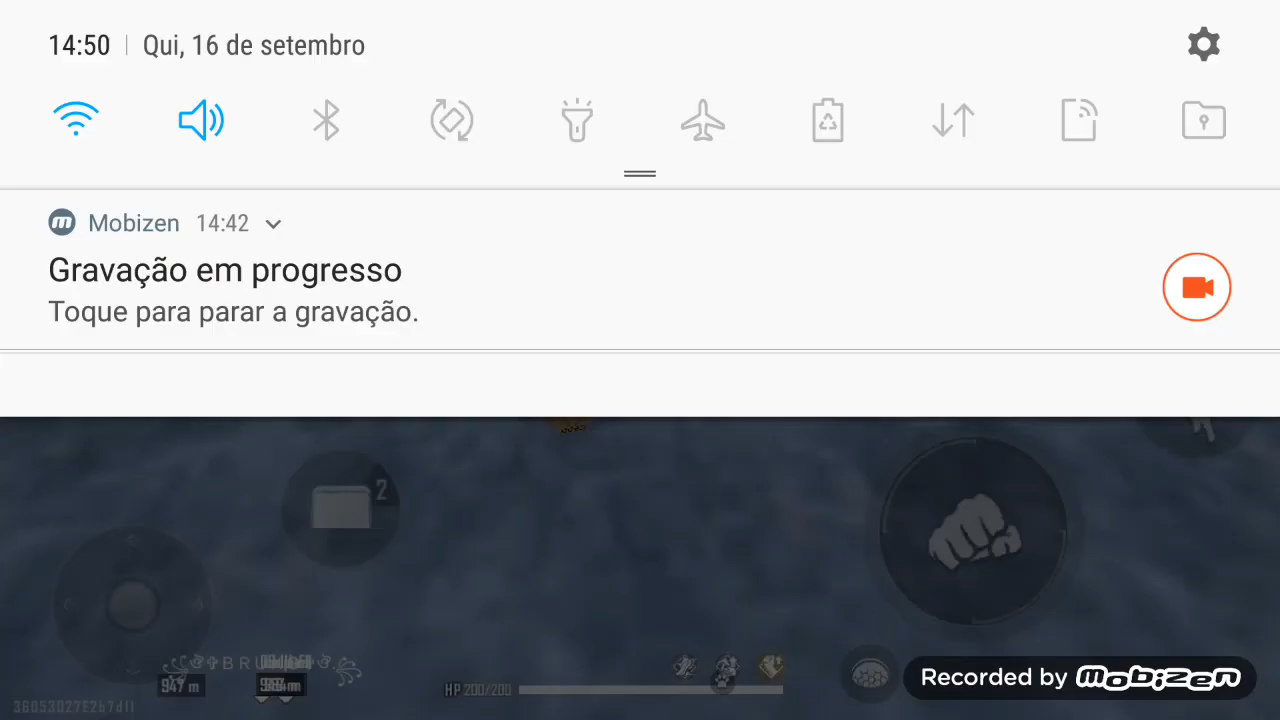 14:50 Qui, 16 de setembro
Mobizen 14:42
Gravação em progresso
Toque para parar a gravação.
2
947 m
HP 200/200
Recorded by mobizen